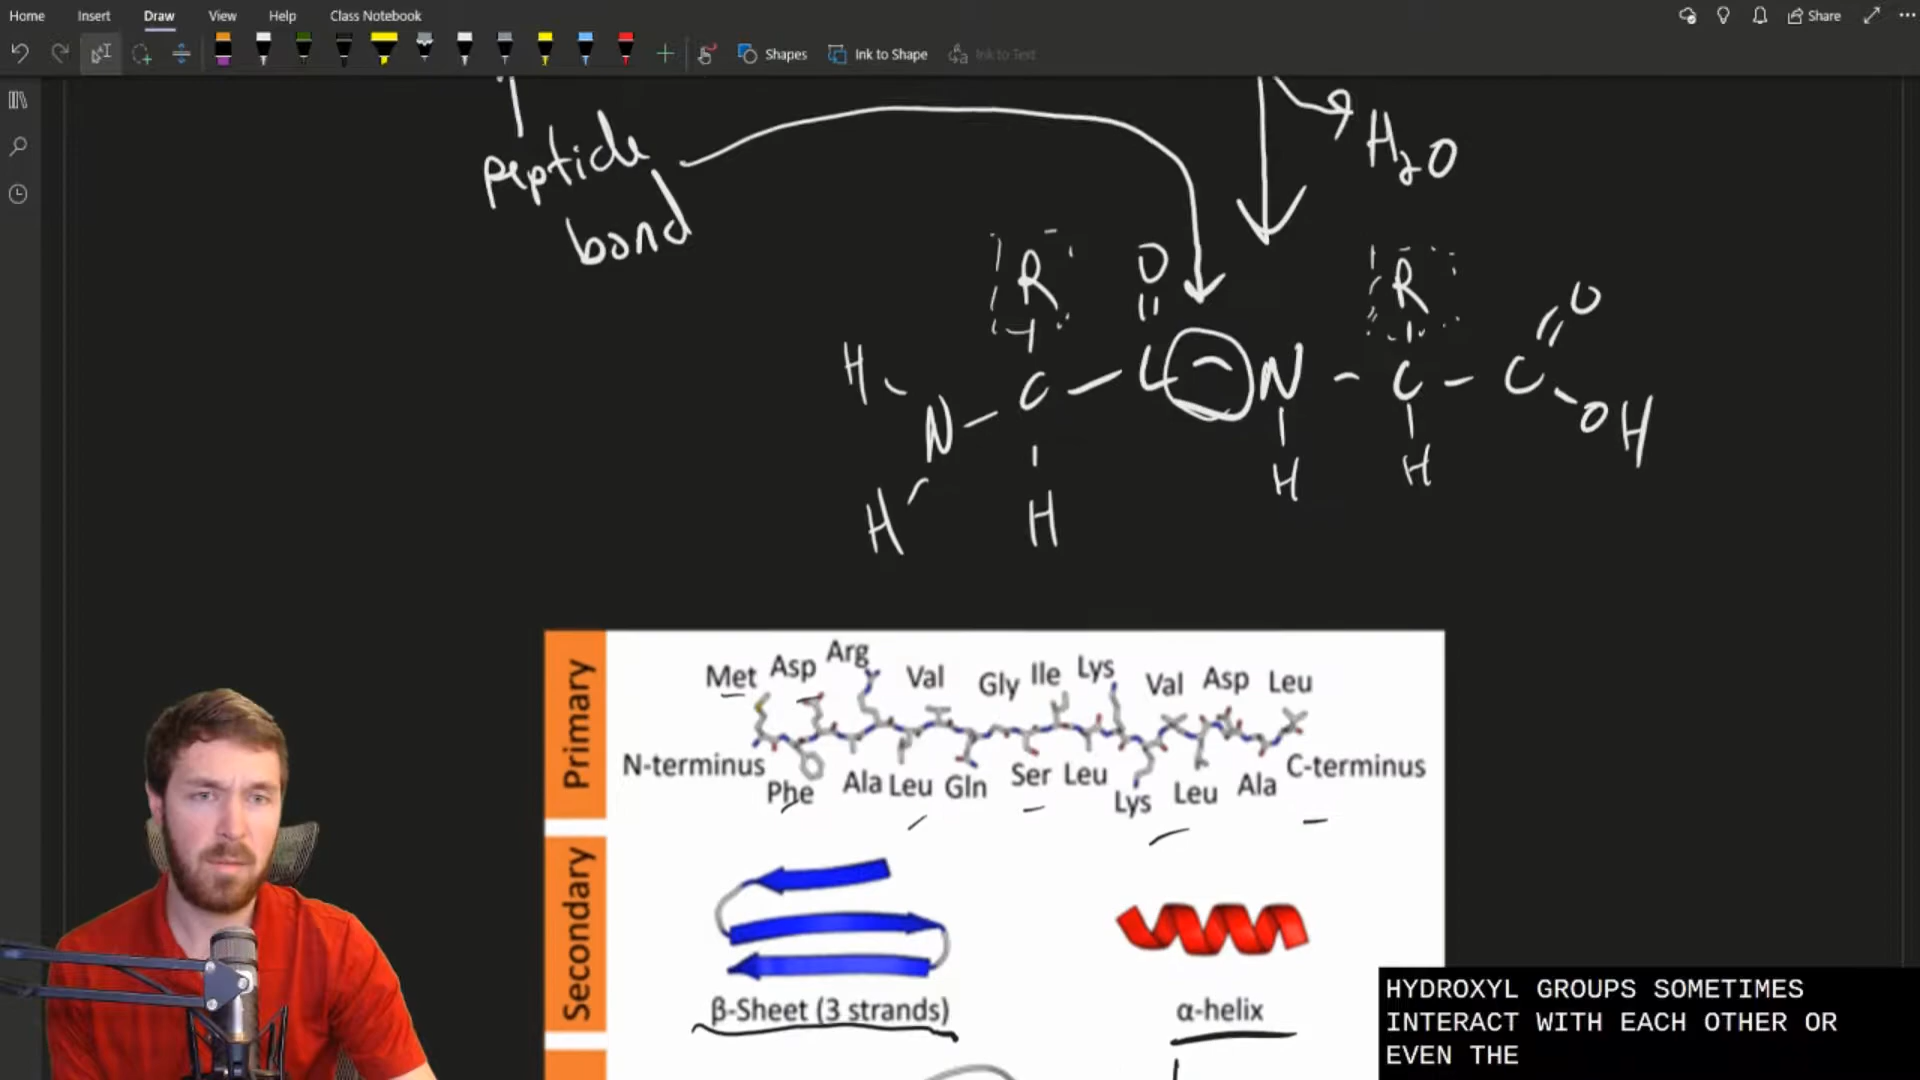 Home Insert Draw View Help Class Notebook
Share
Shapes Ink to Shape Ink to Text
peptide
bond
H2O
R O R O
H
N - C - C - N - C - C
OH
H H H H
Primary
Met Asp Arg Val Gly Ile Lys Val Asp Leu
N-terminus C-terminus
Phe Ala Leu Gln Ser Leu Lys Leu Ala
Secondary
β-Sheet (3 strands) α-helix
HYDROXYL GROUPS SOMETIMES
INTERACT WITH EACH OTHER OR
EVEN THE